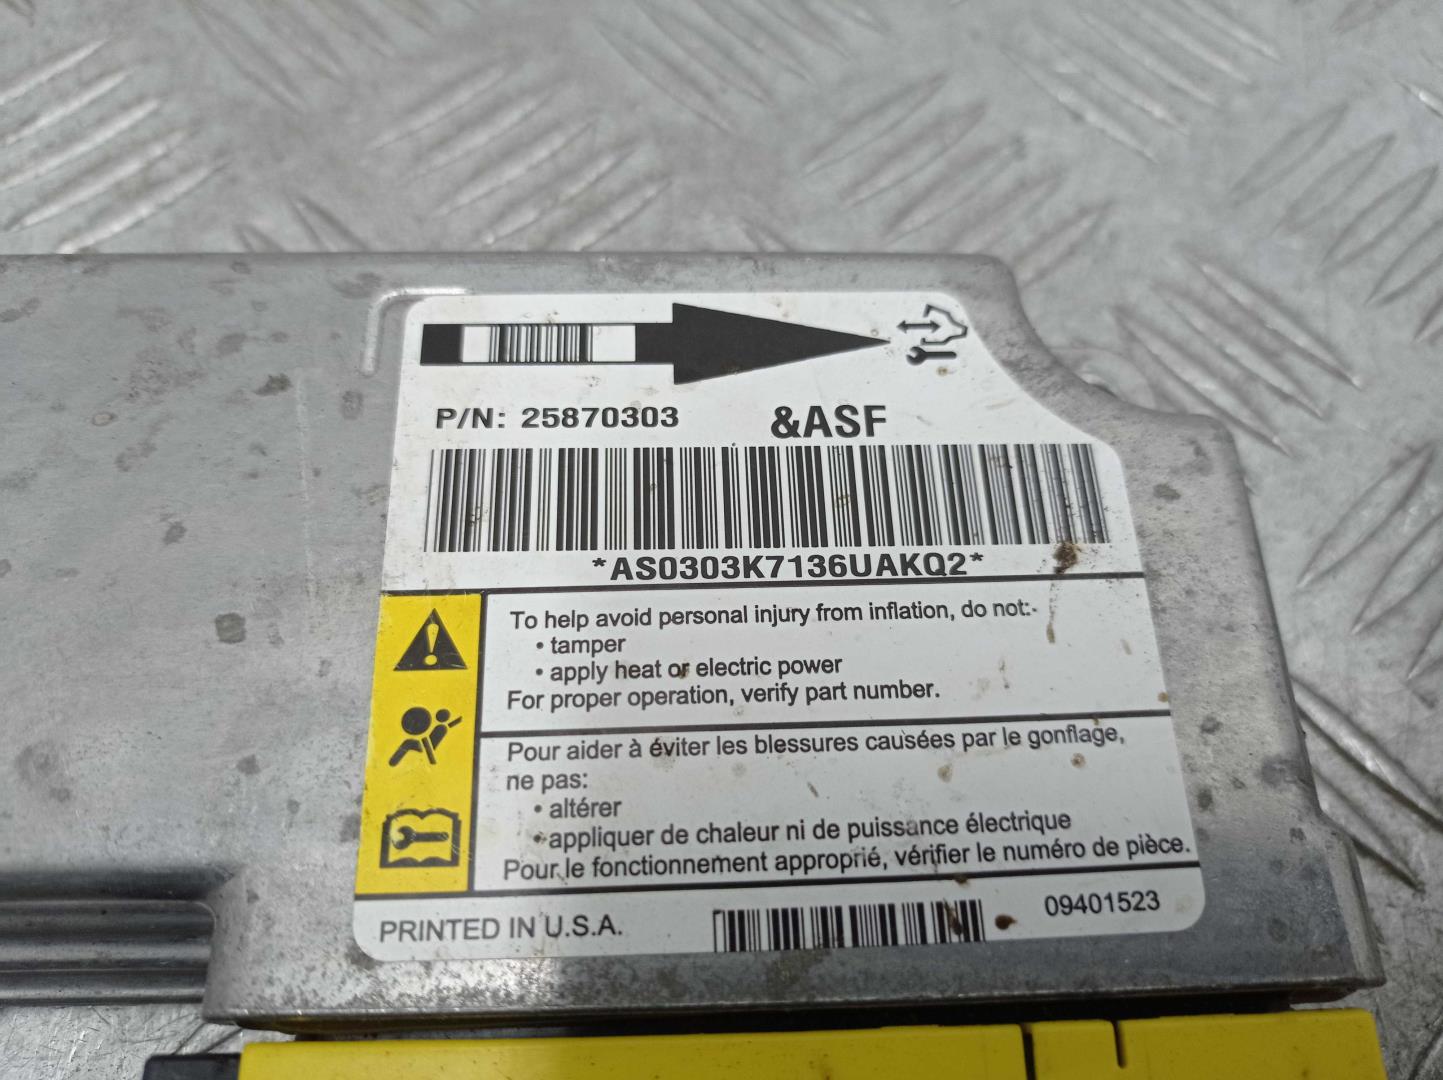 P/N: 25870303 &ASF
*AS0303K7136UAKQ2*
To help avoid personal injury from inflation, do not:
• tamper
• apply heat or electric power
For proper operation, verify part number.
Pour aider à éviter les blessures causées par le gonflage,
ne pas:
• altérer
• appliquer de chaleur ni de puissance électrique
Pour le fonctionnement approprié, vérifier le numéro de pièce.
PRINTED IN U.S.A. 09401523